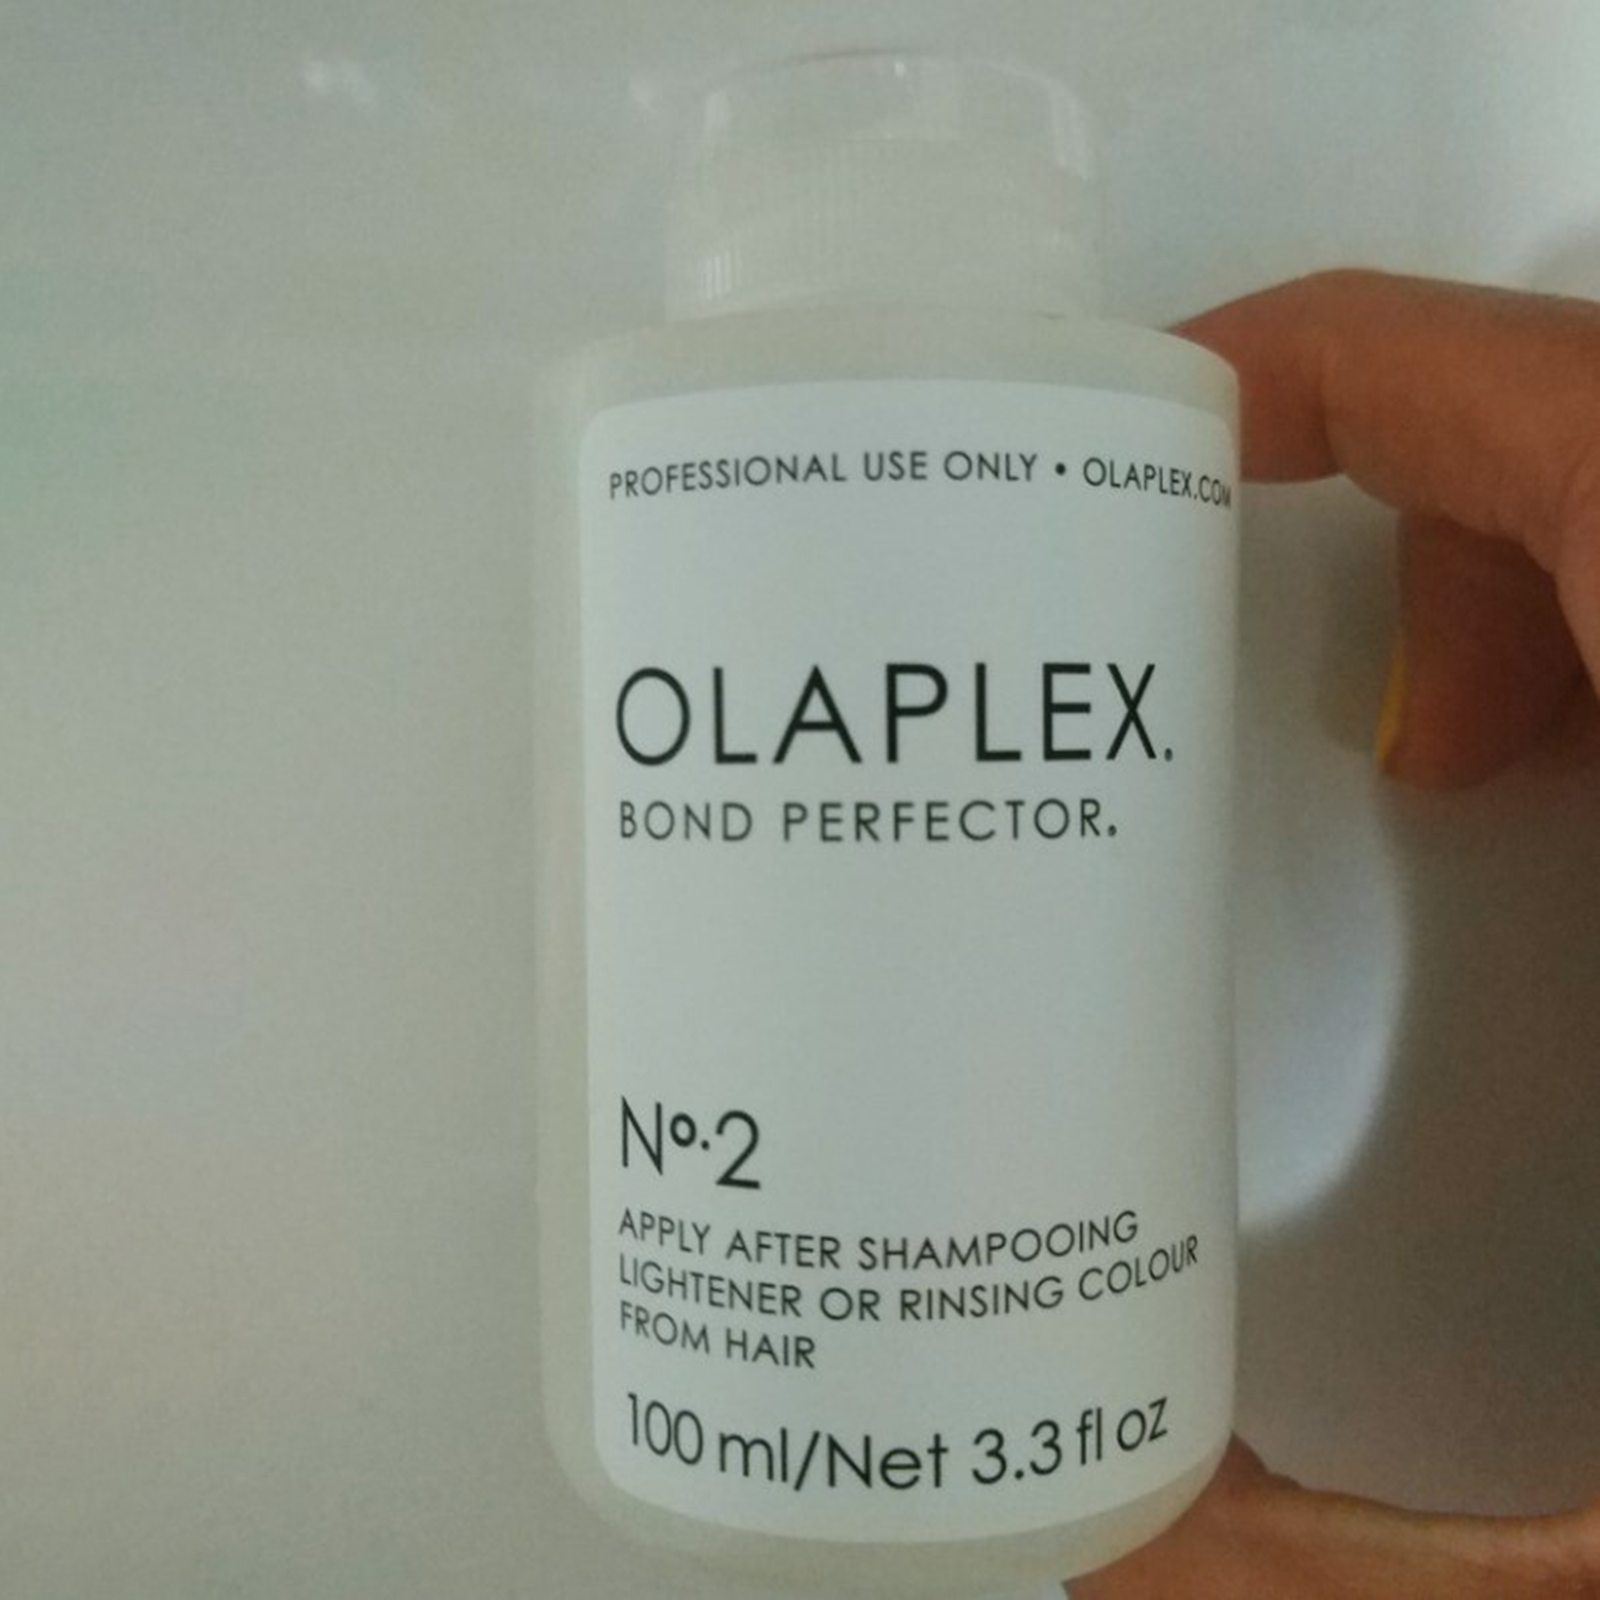 PROFESSIONAL USE ONLY • OLAPLEX.COM
OLAPLEX.
BOND PERFECTOR.
Nº.2
APPLY AFTER SHAMPOOING
LIGHTENER OR RINSING COLOUR
FROM HAIR
100 ml/Net 3.3 fl oz